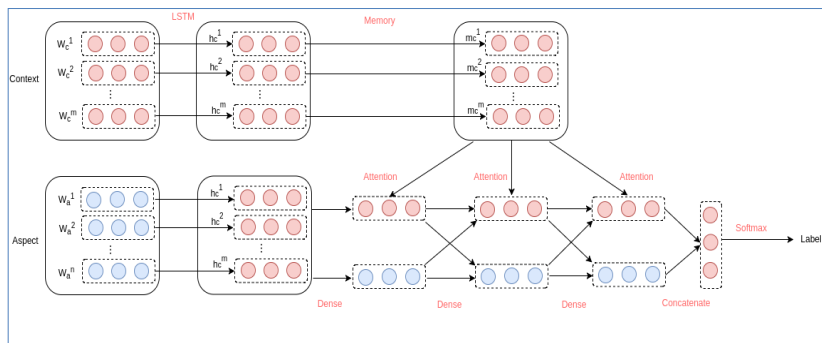 LSTM
Memory
Context
Wc1 hc1 mc1
Wc2 hc2 mc2
⋮ ⋮ ⋮
Wcm hcm mcm
Attention Attention Attention
Aspect
Wa1 hc1
Wa2 hc2
⋮ ⋮
Wan hcm
Softmax
Label
Dense Dense Dense Concatenate